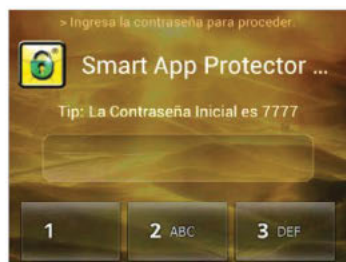 > Ingresa la contraseña para proceder.
Smart App Protector ...
Tip: La Contraseña Inicial es 7777
1 2 ABC 3 DEF